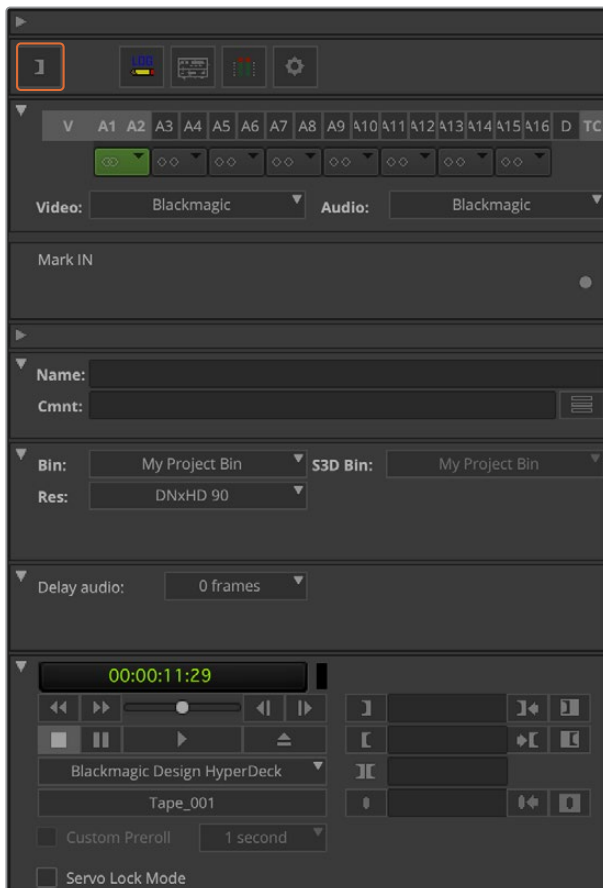 LOG
V A1 A2 A3 A4 A5 A6 A7 A8 A9 A10 A11 A12 A13 A14 A15 A16 D TC
Video: Blackmagic Audio: Blackmagic
Mark IN
Name:
Cmnt:
Bin: My Project Bin S3D Bin: My Project Bin
Res: DNxHD 90
Delay audio: 0 frames
00:00:11:29
Blackmagic Design HyperDeck
Tape_001
Custom Preroll 1 second
Servo Lock Mode